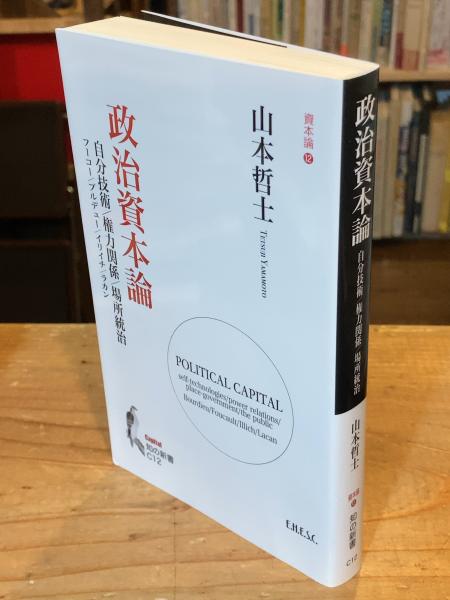 資本論 12
山本哲士
TETSUJI YAMAMOTO
政治資本論
自分技術/権力関係/場所統治
フーコー/ブルデュー/イリイチ/ラカン
POLITICAL CAPITAL
self-technologies/power relations/
place-government/the public
Bourdieu/Foucault/Illich/Lacan
Capital
知の新書
C12
E.H.E.S.C.
政治資本論
自分技術 権力関係 場所統治
山本哲士
資本論
知の新書
C12